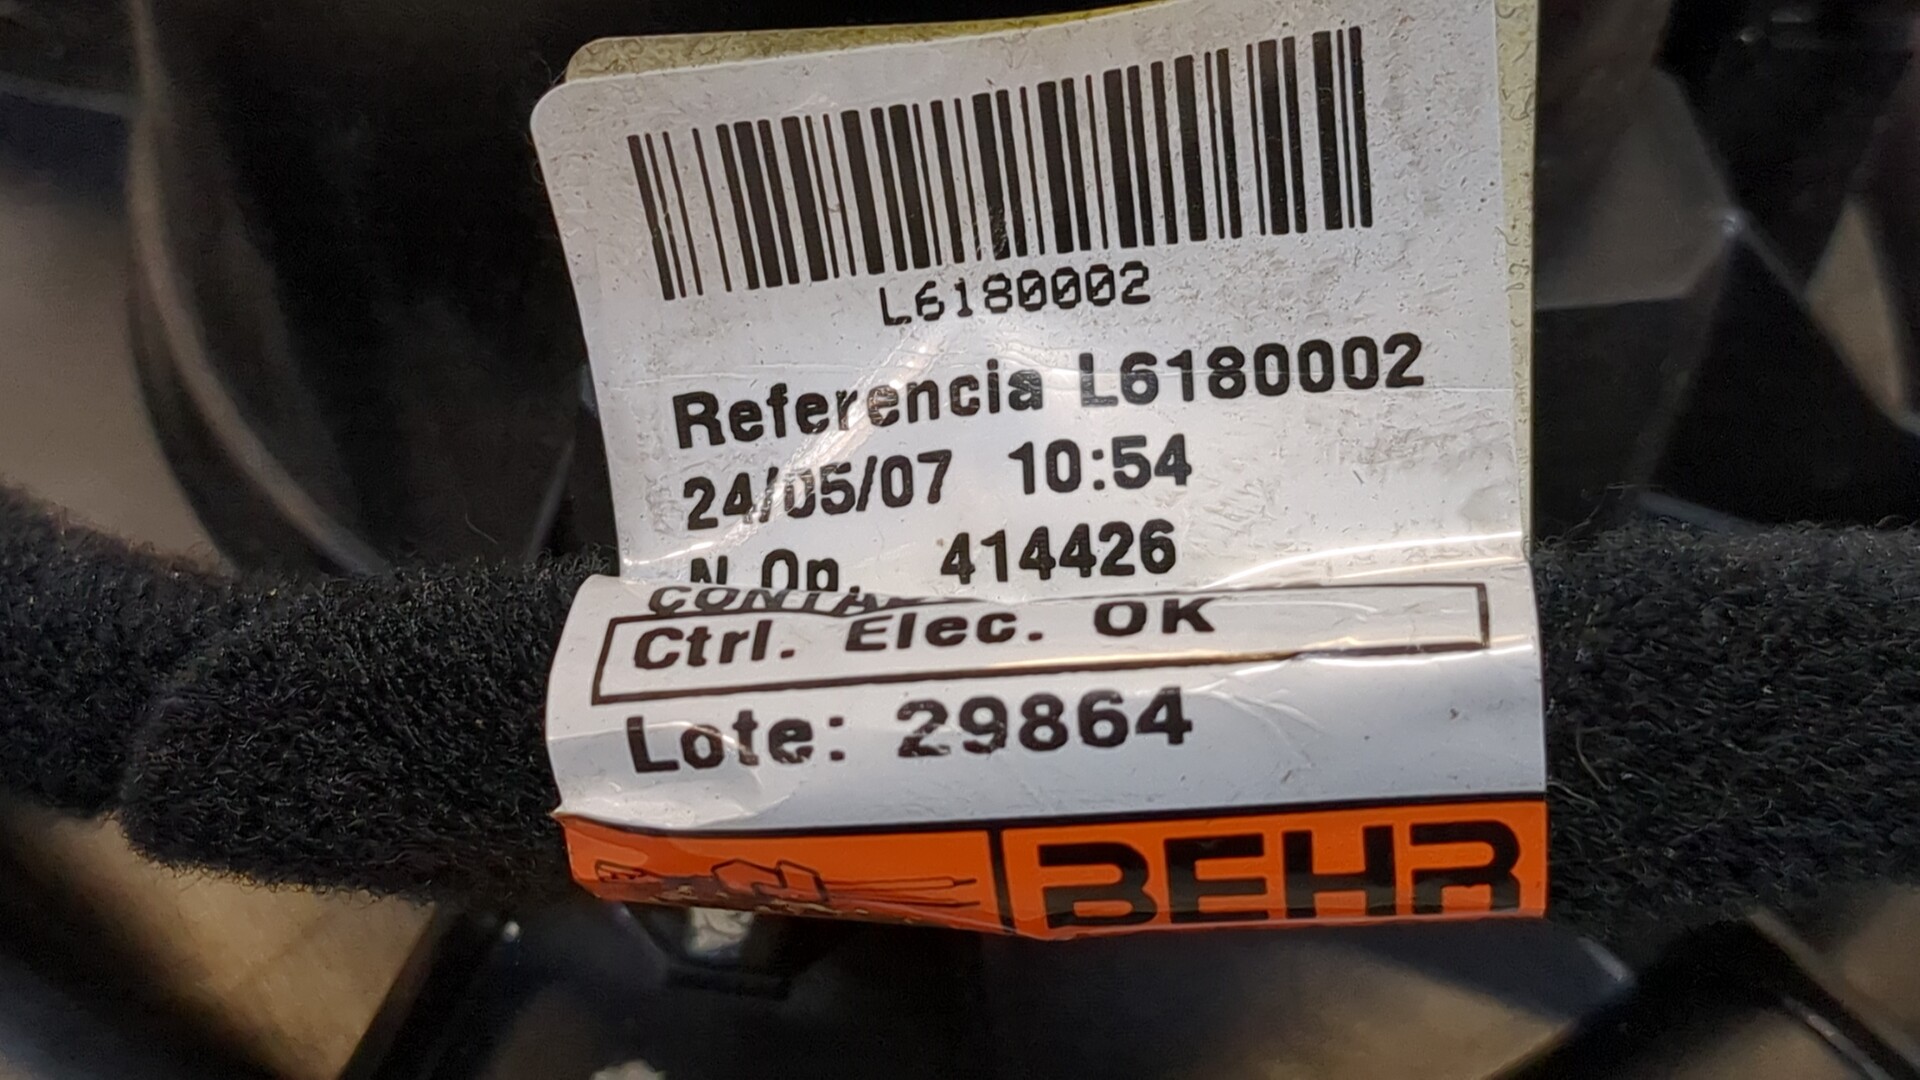 L6180002
Referencia L6180002
24/05/07 10:54
N.Op. 414426
Ctrl. Elec. OK
Lote: 29864
BEHR